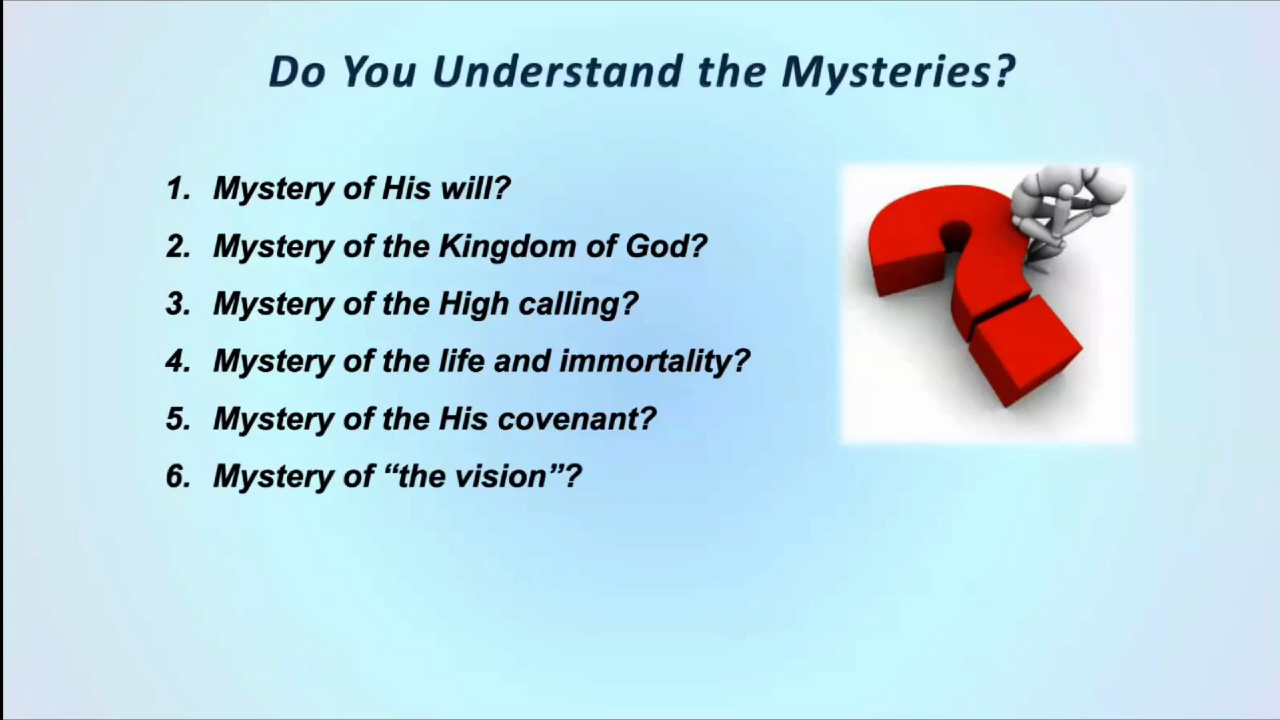 Do You Understand the Mysteries?
1. Mystery of His will?
2. Mystery of the Kingdom of God?
3. Mystery of the High calling?
4. Mystery of the life and immortality?
5. Mystery of the His covenant?
6. Mystery of “the vision”?